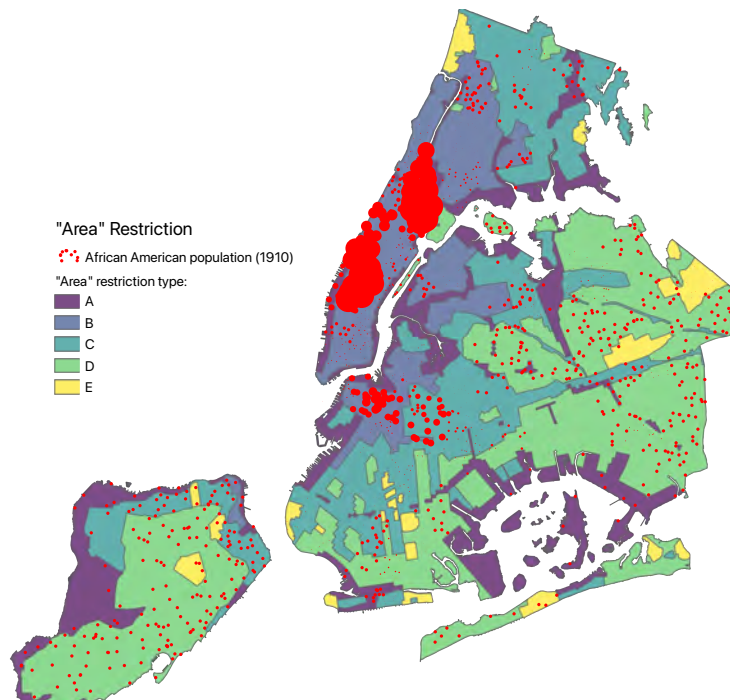 "Area" Restriction
African American population (1910)
"Area" restriction type:
A
B
C
D
E